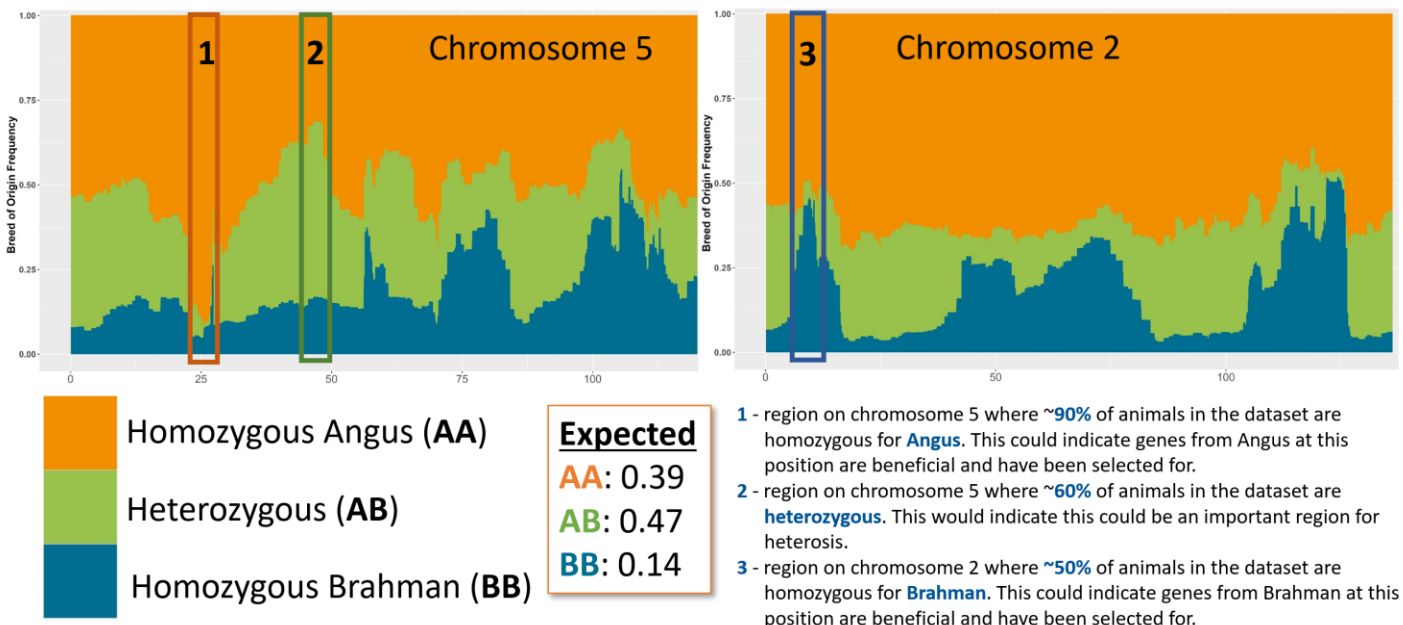 1.00
0.75
0.50
0.25
0.00
Breed of Origin Frequency
1
2
Chromosome 5
0
25
50
75
100
1.00
0.75
0.50
0.25
0.00
Breed of Origin Frequency
3
Chromosome 2
0
50
100
Homozygous Angus (AA)
Heterozygous (AB)
Homozygous Brahman (BB)
Expected
AA: 0.39
AB: 0.47
BB: 0.14
1 - region on chromosome 5 where ~90% of animals in the dataset are
homozygous for Angus. This could indicate genes from Angus at this
position are beneficial and have been selected for.
2 - region on chromosome 5 where ~60% of animals in the dataset are
heterozygous. This would indicate this could be an important region for
heterosis.
3 - region on chromosome 2 where ~50% of animals in the dataset are
homozygous for Brahman. This could indicate genes from Brahman at this
position are beneficial and have been selected for.